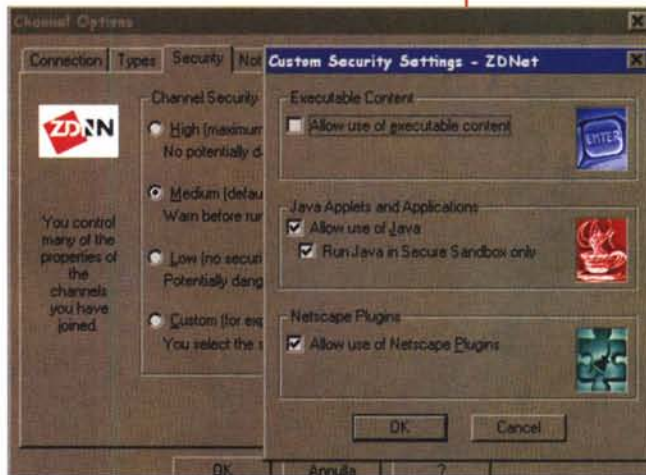 Channel Options
Connection
Types
Security
Not
ZDNN
You control
many of the
properties of
the
channels
you have
joined.
Channel Security
High (maximum
No potentially d
Medium (defau
Warn before run
Low (no securi
Potentially dang
Custom (for exp
You select the s
OK
Annulla
?
Custom Security Settings - ZDNet
Executable Content
Allow use of executable content
ENTER
Java Applets and Applications
Allow use of Java
Run Java in Secure Sandbox only
Netscape Plugins
Allow use of Netscape Plugins
OK
Cancel